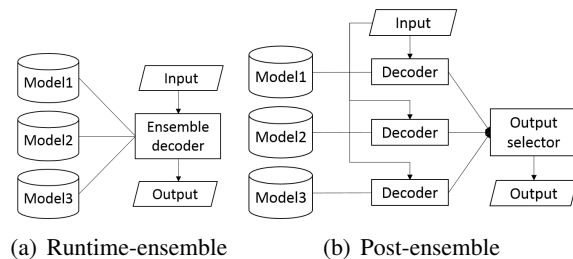 Model1
Model2
Model3
Input
Ensemble
decoder
Output
(a) Runtime-ensemble
Input
Model1
Decoder
Model2
Decoder
Model3
Decoder
Output
selector
Output
(b) Post-ensemble